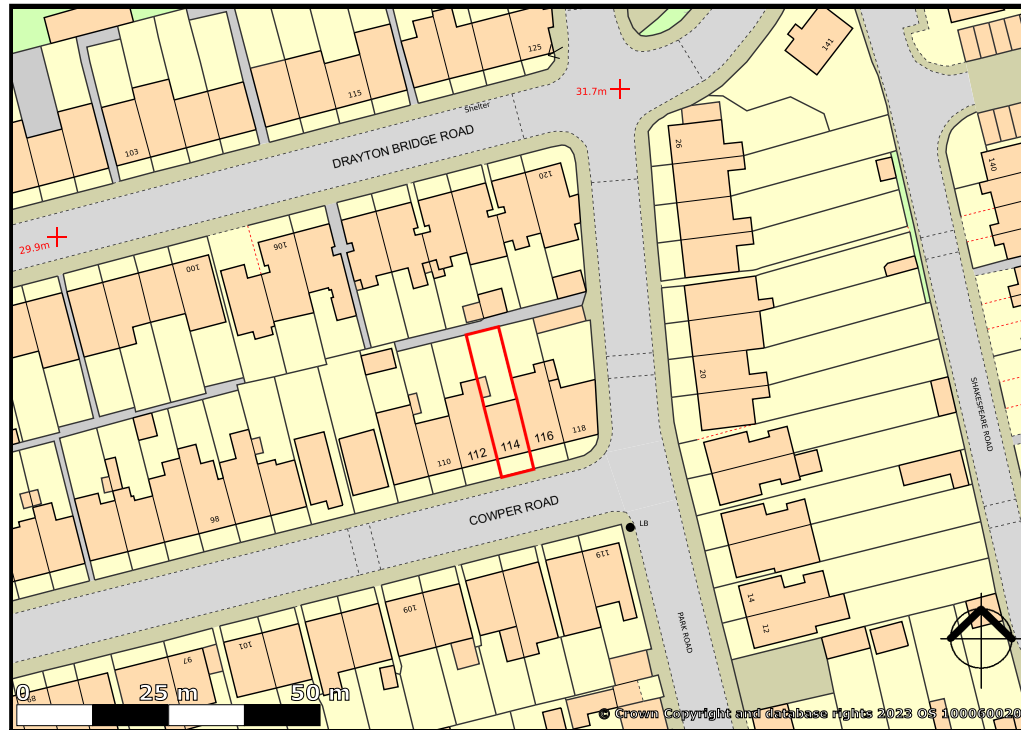 125
141
31.7m
115
Shelter
103
DRAYTON BRIDGE ROAD
26
140
120
106
29.9m
100
20
SHAKESPEARE ROAD
118
116
114
112
110
98
COWPER ROAD
LB
119
109
14
12
PARK ROAD
101
97
89
0
25 m
50 m
© Crown Copyright and database rights 2023 OS 100060020